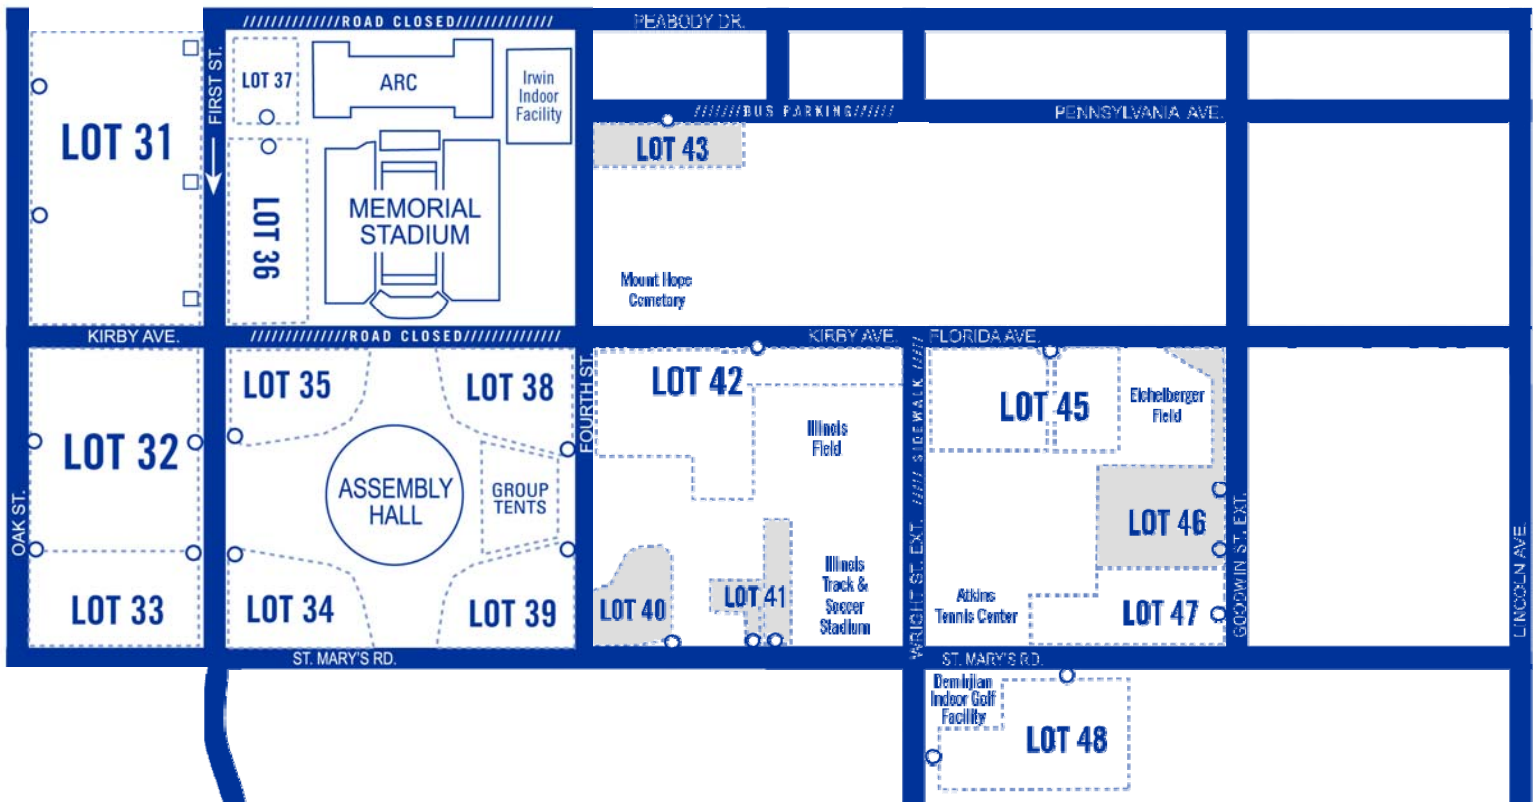 //////////////ROAD CLOSED//////////////
PEABODY DR.
FIRST ST.
LOT 37
ARC
Irwin
Indoor
Facility
///////BUS PARKING//////
PENNSYLVANIA AVE.
LOT 31
LOT 43
LOT 36
MEMORIAL
STADIUM
Mount Hope
Cemetary
KIRBY AVE.
//////////////ROAD CLOSED//////////////
KIRBY AVE.
FLORIDA AVE.
LOT 35
LOT 38
FOURTH ST.
LOT 42
///// SIDEWALK /////
LOT 45
Eichelberger
Field
LOT 32
Illinois
Field
ASSEMBLY
HALL
GROUP
TENTS
OAK ST.
LOT 46
GOODWIN ST. EXT.
LINCOLN AVE.
WRIGHT ST. EXT.
LOT 33
LOT 34
LOT 39
LOT 40
LOT 41
Illinois
Track &
Soccer
Stadium
Atkins
Tennis Center
LOT 47
ST. MARY'S RD.
ST. MARY'S RD.
Demirjian
Indoor Golf
Facility
LOT 48